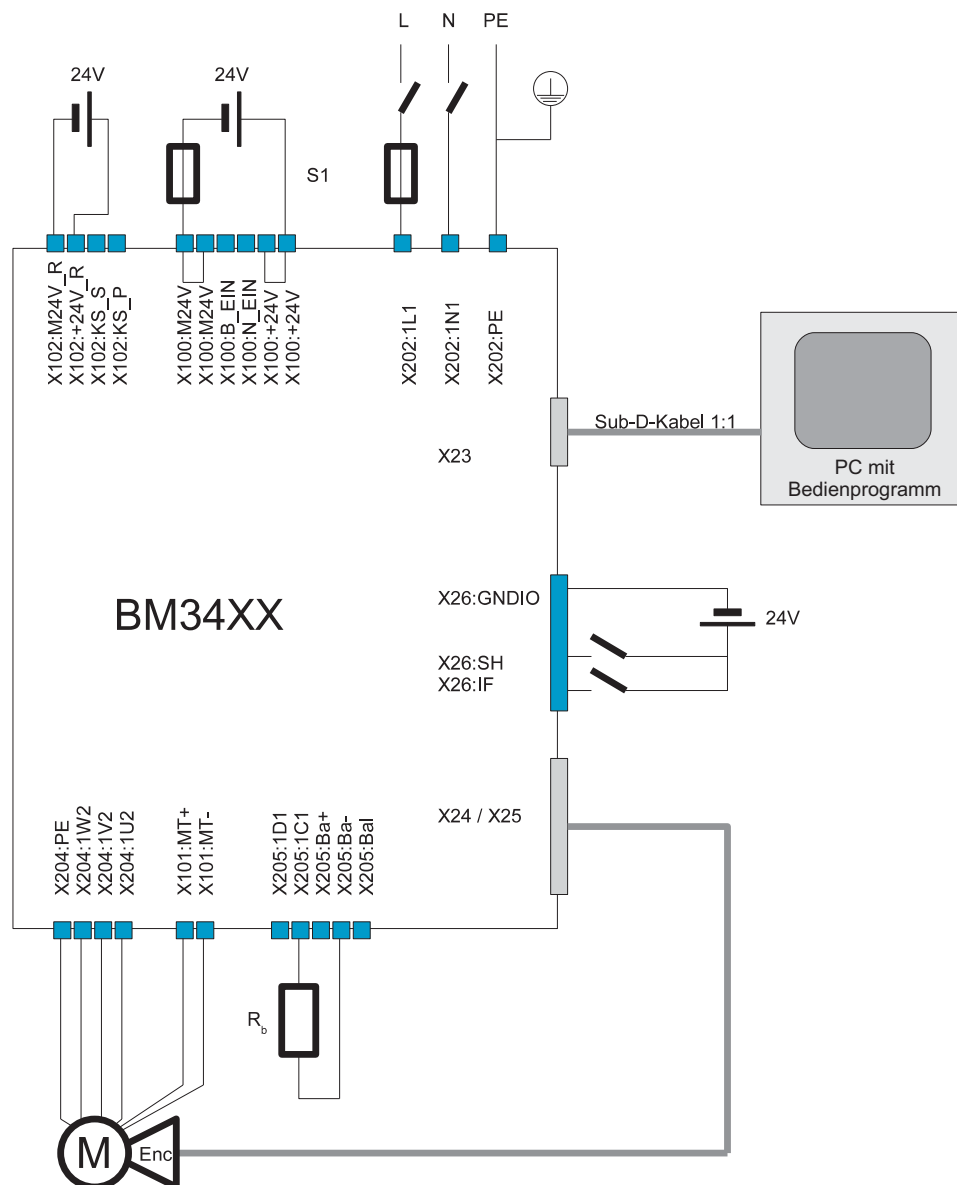 L N PE
24V
24V
S1
X102:M24V_R
X102:+24V_R
X102:KS_S
X102:KS_P
X100:M24V
X100:M24V
X100:B_EIN
X100:N_EIN
X100:+24V
X100:+24V
X202:1L1
X202:1N1
X202:PE
Sub-D-Kabel 1:1
X23
PC mit
Bedienprogramm
BM34XX
X26:GNDIO
24V
X26:SH
X26:IF
X24 / X25
X204:PE
X204:1W2
X204:1V2
X204:1U2
X101:MT+
X101:MT-
X205:1D1
X205:1C1
X205:Ba+
X205:Ba-
X205:BaI
Rb
M
Enc